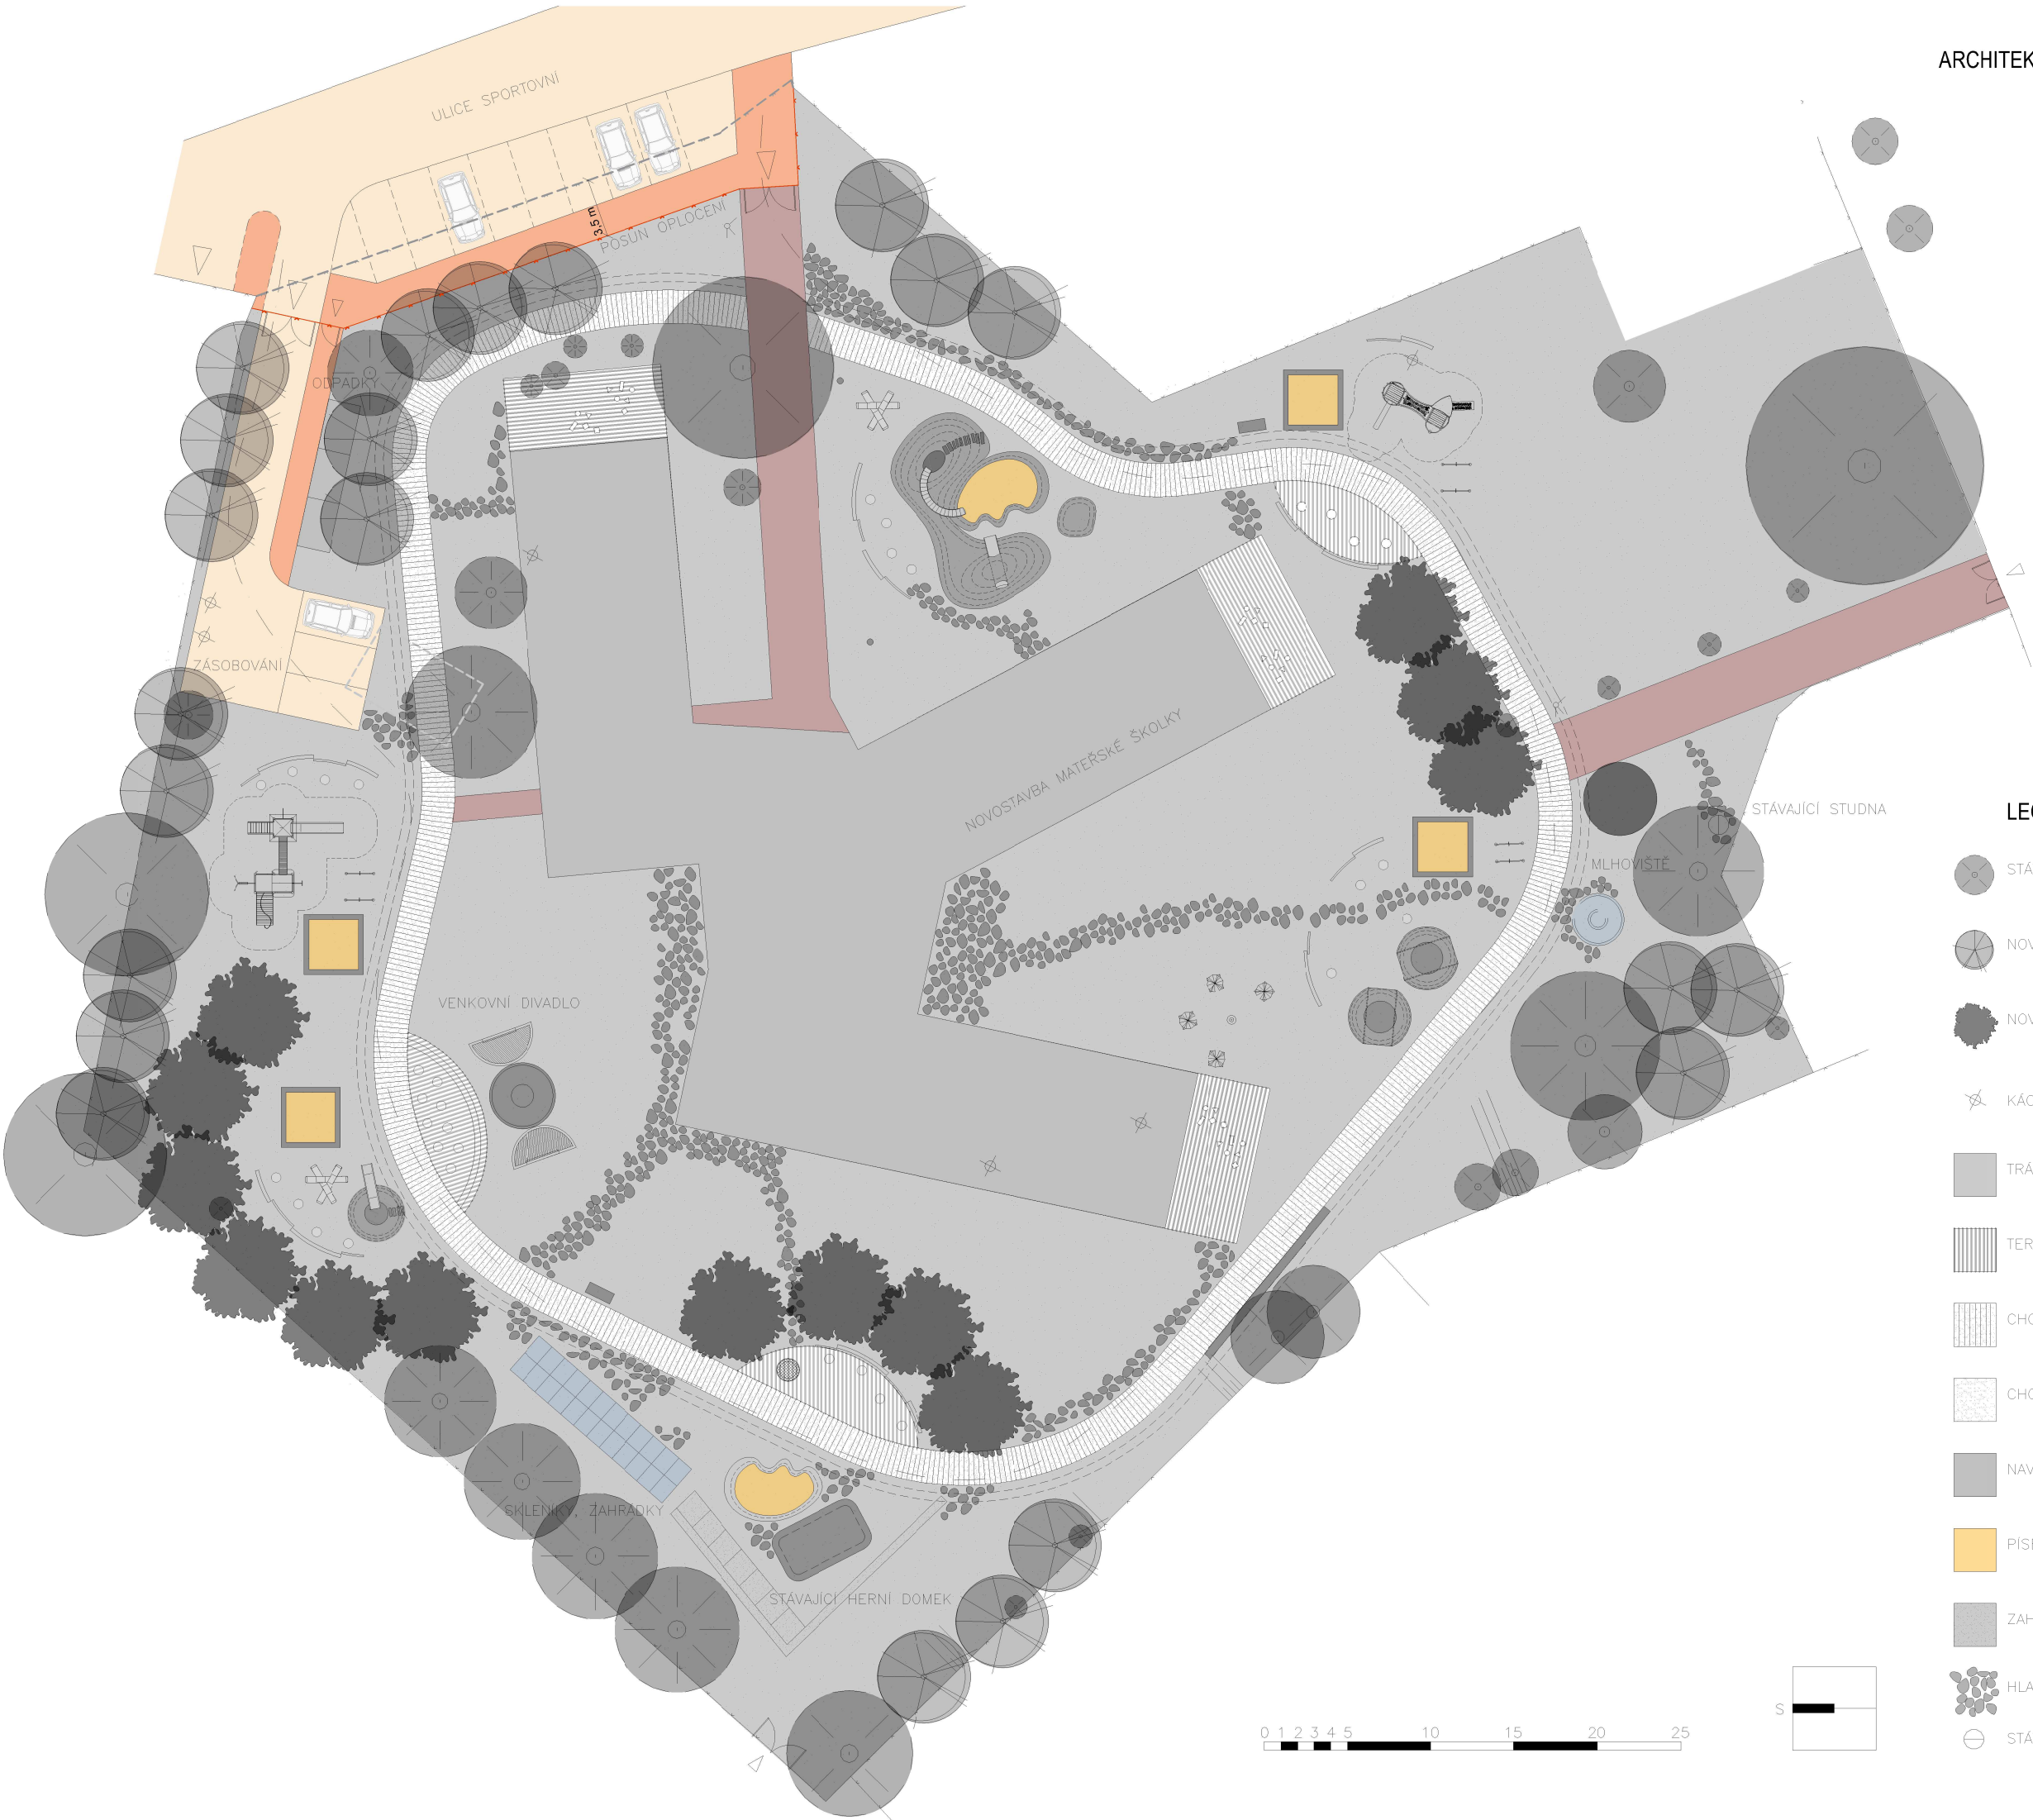 ARCHITEK
ULICE SPORTOVNÍ
3,5 m
POSUN OPLOCENÍ
ODPADKY
ZÁSOBOVÁNÍ
NOVOSTAVBA MATEŘSKÉ ŠKOLKY
STÁVAJÍCÍ STUDNA
MLHOVIŠTĚ
VENKOVNÍ DIVADLO
SKLENÍKY, ZAHRÁDKY
STÁVAJÍCÍ HERNÍ DOMEK
LEG
STÁ
NOV
NOV
KÁC
TRÁ
TER
CHO
CHO
NAV
PÍSK
ZAH
HLA
STÁ
0 1 2 3 4 5 10 15 20 25
S